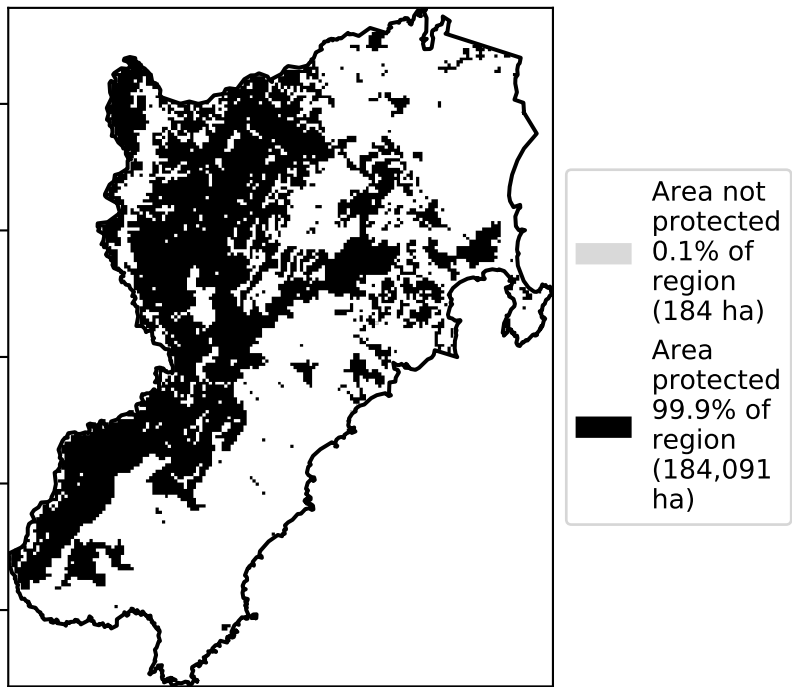 Area not
protected
0.1% of
region
(184 ha)
Area
protected
99.9% of
region
(184,091
ha)